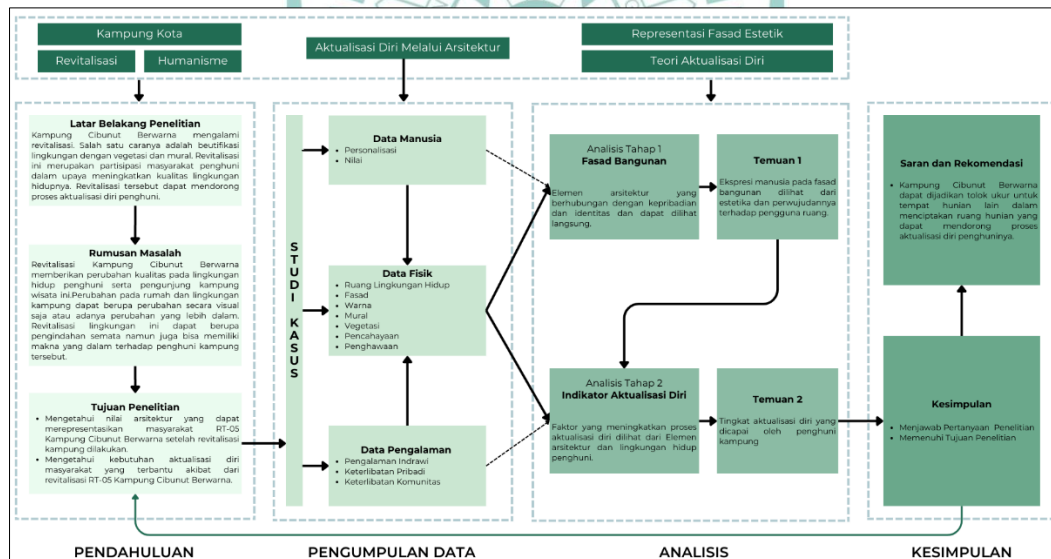 Kampung Kota
Revitalisasi
Humanisme
Aktualisasi Diri Melalui Arsitektur
Representasi Fasad Estetik
Teori Aktualisasi Diri
Latar Belakang Penelitian
Kampung Cibunut Berwarna mengalami
revitalisasi. Salah satu caranya adalah beutifikasi
lingkungan dengan vegetasi dan mural. Revitalisasi
ini merupakan partisipasi masyarakat penghuni
dalam upaya meningkatkan kualitas lingkungan
hidupnya. Revitalisasi tersebut dapat mendorong
proses aktualisasi diri penghuni.
Rumusan Masalah
Revitalisasi Kampung Cibunut Berwarna
memberikan perubahan kualitas pada lingkungan
hidup penghuni serta pengunjung kampung
wisata ini.Perubahan pada rumah dan lingkungan
kampung dapat berupa perubahan secara visual
saja atau adanya perubahan yang lebih dalam.
Revitalisasi lingkungan ini dapat berupa
pengindahan semata namun juga bisa memiliki
makna yang dalam terhadap penghuni kampung
tersebut.
Tujuan Penelitian
• Mengetahui nilai arsitektur yang dapat
merepresentasikan masyarakat RT-05
Kampung Cibunut Berwarna setelah revitalisasi
kampung dilakukan.
• Mengetahui kebutuhan aktualisasi diri
masyarakat yang terbantu akibat dari
revitalisasi RT-05 Kampung Cibunut Berwarna.
STUDI KASUS
Data Manusia
• Personalisasi
• Nilai
Data Fisik
• Ruang Lingkungan Hidup
• Fasad
• Warna
• Mural
• Vegetasi
• Pencahayaan
• Penghawaan
Data Pengalaman
• Pengalaman Indrawi
• Keterlibatan Pribadi
• Keterlibatan Komunitas
Analisis Tahap 1
Fasad Bangunan
Elemen arsitektur yang
berhubungan dengan kepribadian
dan identitas dan dapat dilihat
langsung.
Temuan 1
Ekspresi manusia pada fasad
bangunan dilihat dari
estetika dan perwujudannya
terhadap pengguna ruang.
Analisis Tahap 2
Indikator Aktualisasi Diri
Faktor yang meningkatkan proses
aktualisasi diri dilihat dari Elemen
arsitektur dan lingkungan hidup
penghuni.
Temuan 2
Tingkat aktualisasi diri yang
dicapai oleh penghuni
kampung
Saran dan Rekomendasi
• Kampung Cibunut Berwarna
dapat dijadikan tolok ukur untuk
tempat hunian lain dalam
menciptakan ruang hunian yang
dapat mendorong proses
aktualisasi diri penghuninya.
Kesimpulan
• Menjawab Pertanyaan Penelitian
• Memenuhi Tujuan Penelitian
PENDAHULUAN
PENGUMPULAN DATA
ANALISIS
KESIMPULAN